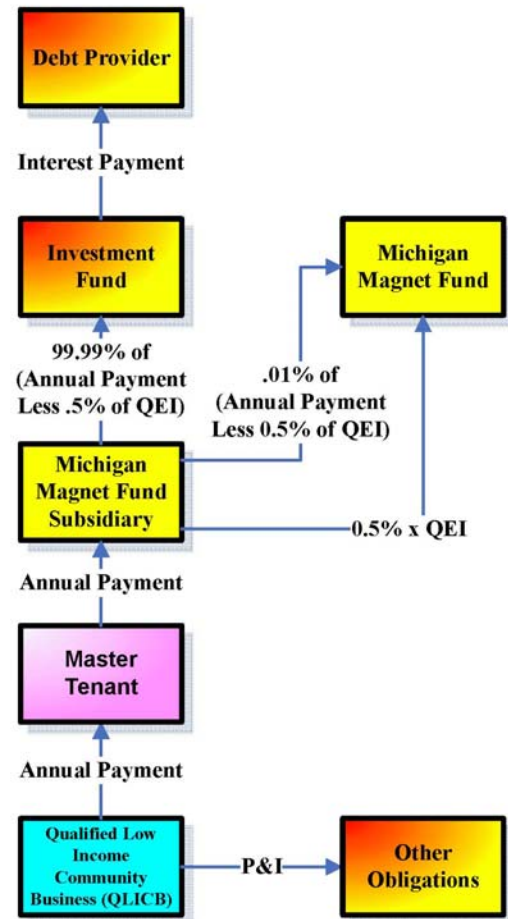 Debt Provider
Interest Payment
Investment
Fund
Michigan
Magnet Fund
99.99% of
(Annual Payment
Less .5% of QEI)
.01% of
(Annual Payment
Less 0.5% of QEI)
Michigan
Magnet Fund
Subsidiary
0.5% x QEI
Annual Payment
Master
Tenant
Annual Payment
Qualified Low
Income
Community
Business (QLICB)
P&I
Other
Obligations